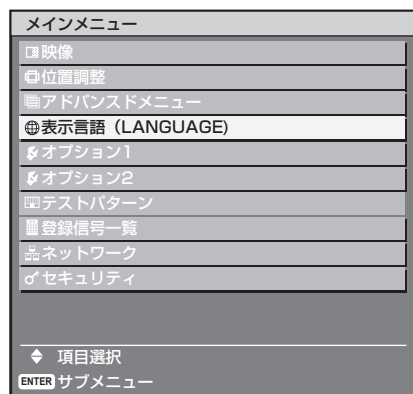 メインメニュー
映像
位置調整
アドバンスドメニュー
表示言語（LANGUAGE)
オプション1
オプション2
テストパターン
登録信号一覧
ネットワーク
セキュリティ
項目選択
ENTER サブメニュー